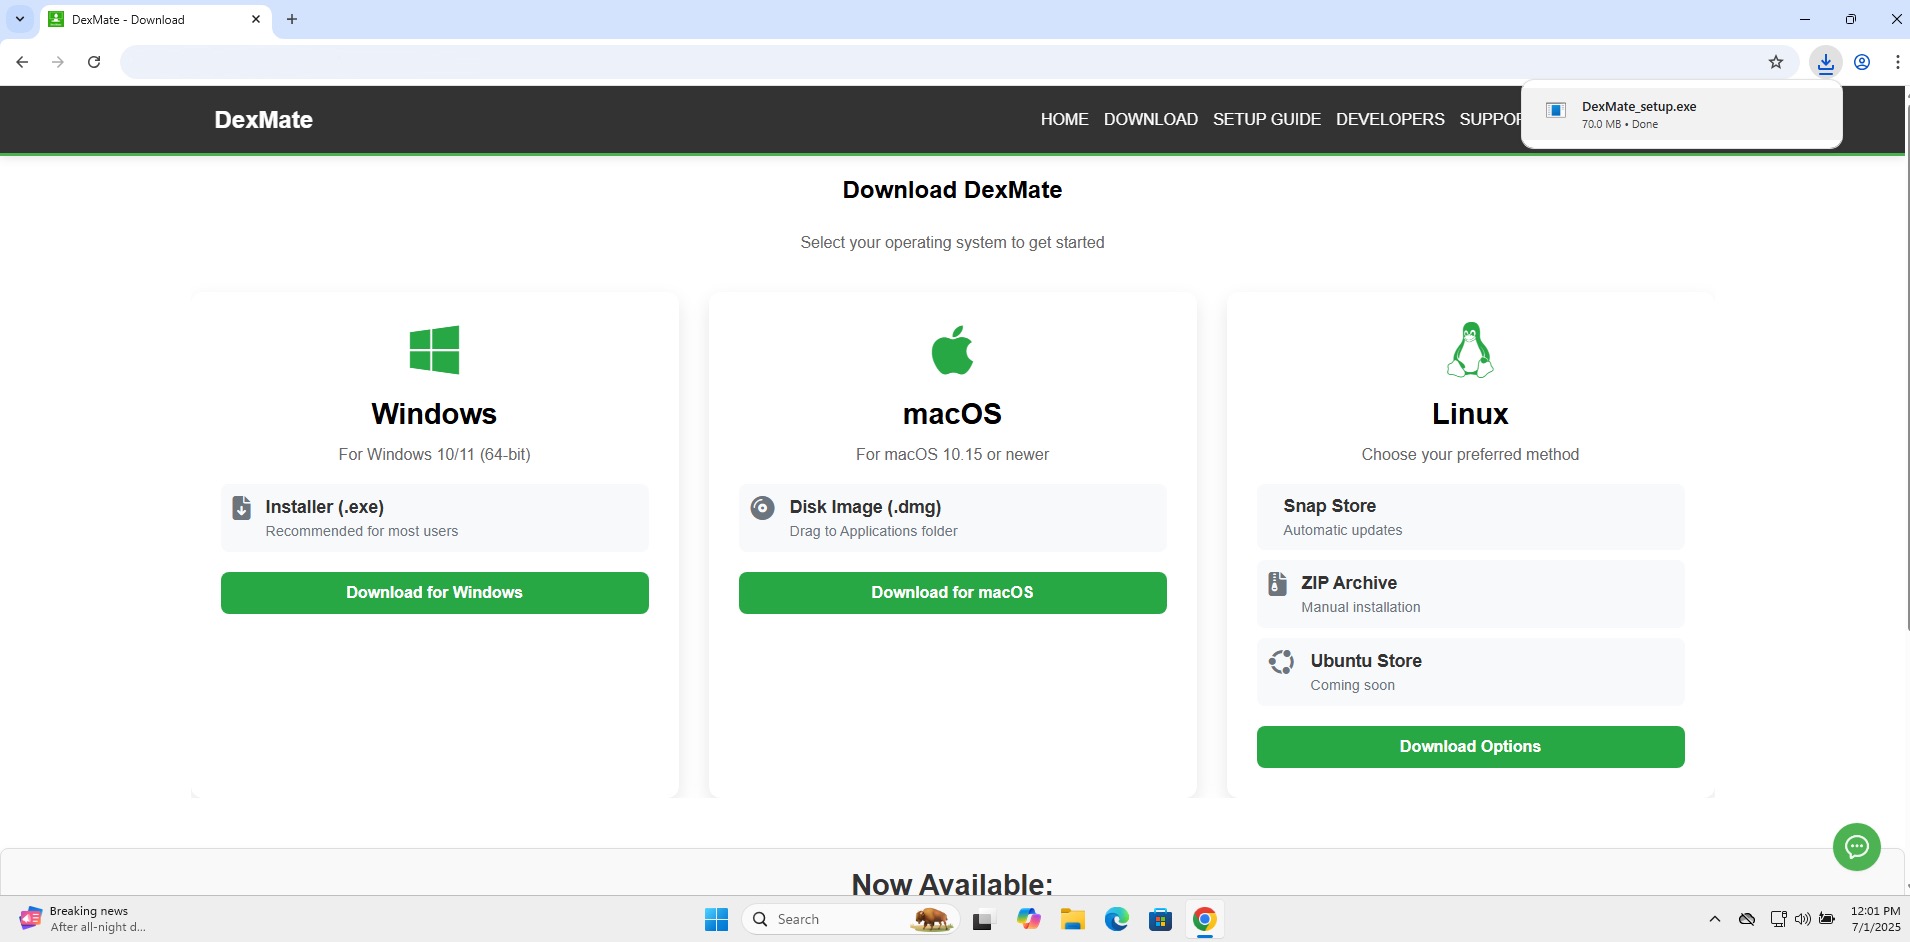 DexMate - Download
DexMate_setup.exe
70.0 MB • Done
DexMate
HOME
DOWNLOAD
SETUP GUIDE
DEVELOPERS
SUPPOR
Download DexMate
Select your operating system to get started
Windows
For Windows 10/11 (64-bit)
Installer (.exe)
Recommended for most users
Download for Windows
macOS
For macOS 10.15 or newer
Disk Image (.dmg)
Drag to Applications folder
Download for macOS
Linux
Choose your preferred method
Snap Store
Automatic updates
ZIP Archive
Manual installation
Ubuntu Store
Coming soon
Download Options
Now Available:
Breaking news
After all-night d...
Search
12:01 PM
7/1/2025